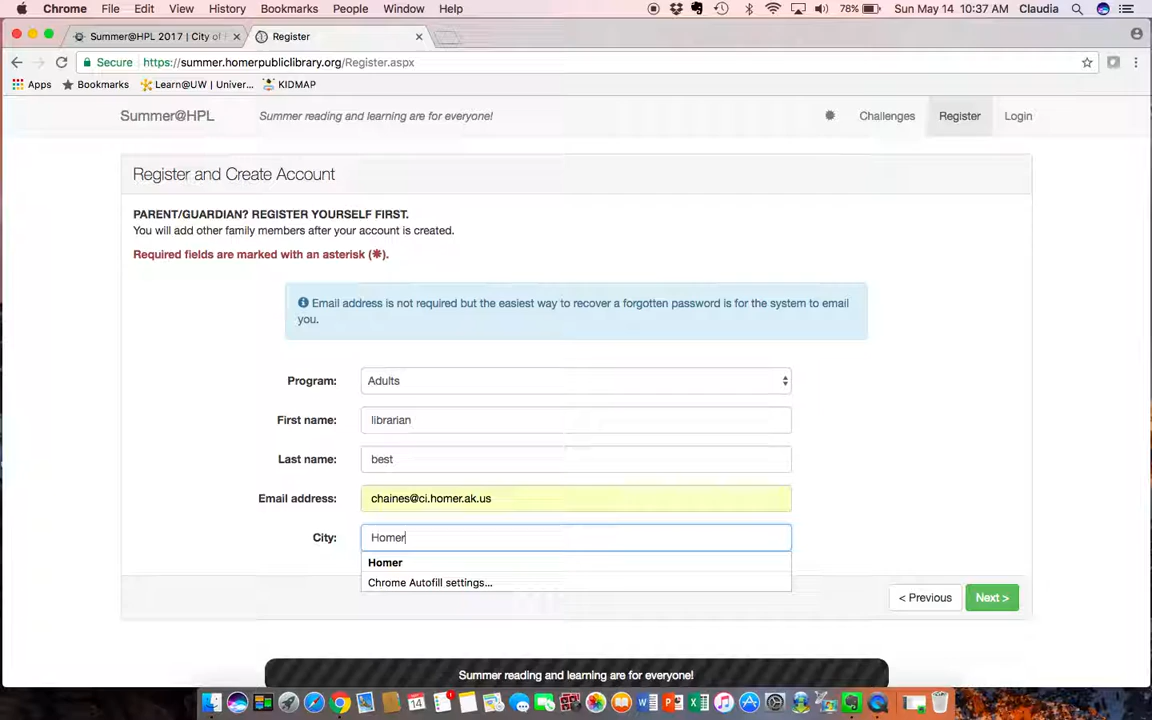 Chrome File Edit View History Bookmarks People Window Help 78% Sun May 14 10:37 AM Claudia
Summer@HPL 2017 | City of Register
Secure https://summer.homerpubliclibrary.org/Register.aspx
Apps Bookmarks Learn@UW | Univer... KIDMAP
Summer@HPL Summer reading and learning are for everyone! Challenges Register Login
Register and Create Account
PARENT/GUARDIAN? REGISTER YOURSELF FIRST.
You will add other family members after your account is created.
Required fields are marked with an asterisk (✱).
Email address is not required but the easiest way to recover a forgotten password is for the system to email
you.
Program: Adults
First name: librarian
Last name: best
Email address: chaines@ci.homer.ak.us
City: Homer
Homer
Chrome Autofill settings...
< Previous Next >
Summer reading and learning are for everyone!